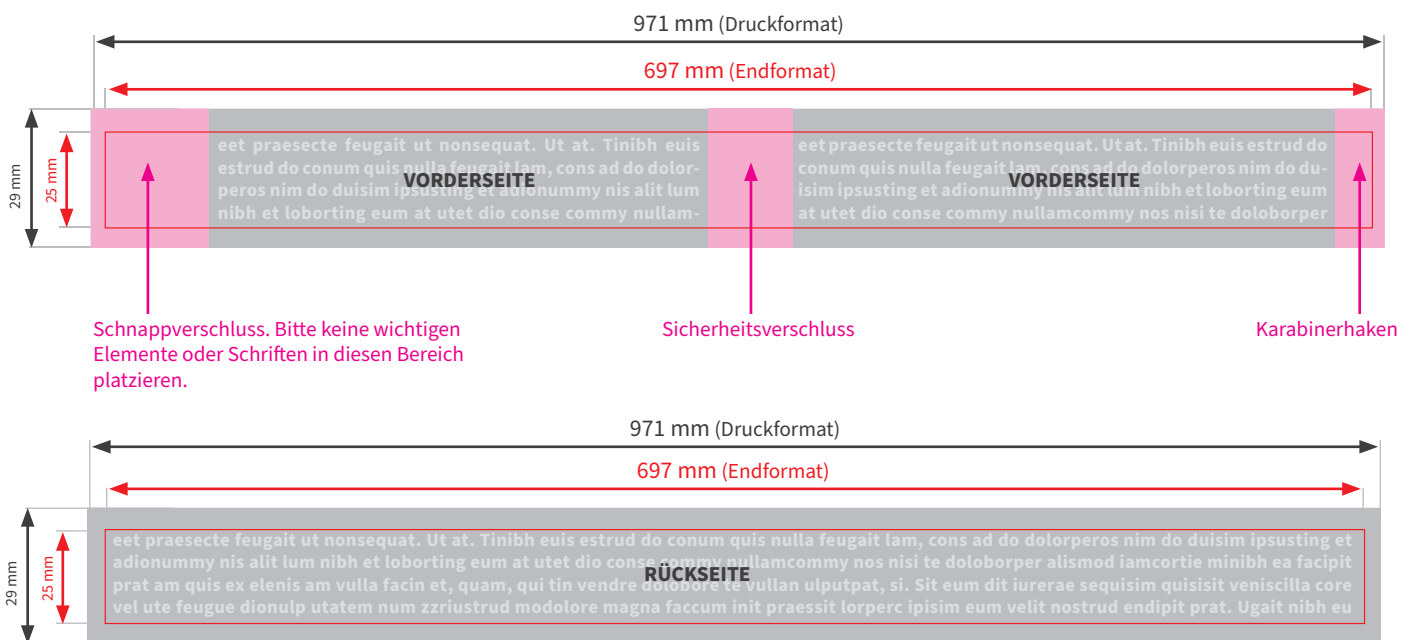 971 mm (Druckformat)
697 mm (Endformat)
29 mm
25 mm
eet praesecte feugait ut nonsequat. Ut at. Tinibh euis
estrud do conum quis nulla feugait lam, cons ad do dolor-
peros nim do duisim ipsusting et adionummy nis alit lum
nibh et loborting eum at utet dio conse commy nullam-
VORDERSEITE
eet praesecte feugait ut nonsequat. Ut at. Tinibh euis estrud do
conum quis nulla feugait lam, cons ad do dolorperos nim do du-
isim ipsusting et adionummy nis alit lum nibh et loborting eum
at utet dio conse commy nullamcommy nos nisi te doloborper
VORDERSEITE
Schnappverschluss. Bitte keine wichtigen
Elemente oder Schriften in diesen Bereich
platzieren.
Sicherheitsverschluss
Karabinerhaken
971 mm (Druckformat)
697 mm (Endformat)
29 mm
25 mm
eet praesecte feugait ut nonsequat. Ut at. Tinibh euis estrud do conum quis nulla feugait lam, cons ad do dolorperos nim do duisim ipsusting et
adionummy nis alit lum nibh et loborting eum at utet dio conse commy nullamcommy nos nisi te doloborper alismod iamcortie minibh ea facipit
prat am quis ex elenis am vulla facin et, quam, qui tin vendre dolobore te vullan ulputpat, si. Sit eum dit iurerae sequisim quisisit veniscilla core
vel ute feugue dionulp utatem num zzriustrud modolore magna faccum init praessit lorperc ipisim eum velit nostrud endipit prat. Ugait nibh eu
RÜCKSEITE